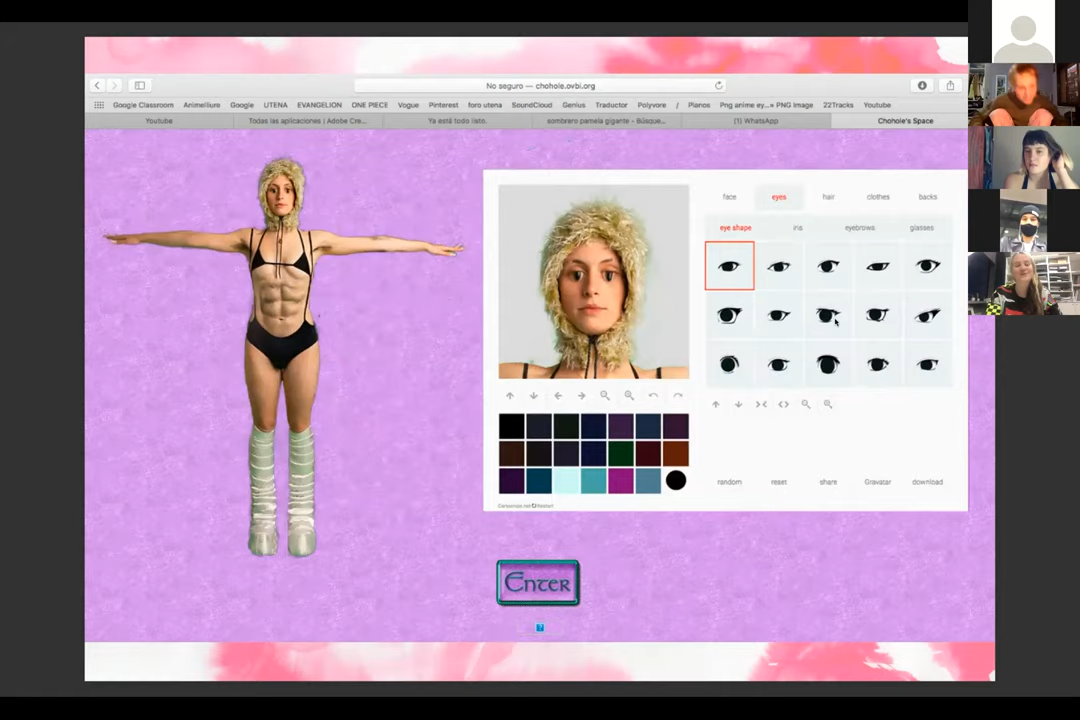 No seguro — chohole.ovbi.org
Google Classroom Animelliure Google UTENA EVANGELION ONE PIECE Vogue Pinterest foro utena SoundCloud Genius Traductor Polyvore / Planos Png anime ey...» PNG Image 22Tracks Youtube
Youtube Todas las aplicaciones | Adobe Cre... Ya está todo listo. sombrero pamela gigante - Búsque... (1) WhatsApp Chohole's Space
face eyes hair clothes backs
eye shape iris eyebrows glasses
random reset share Gravatar download
Enter
?